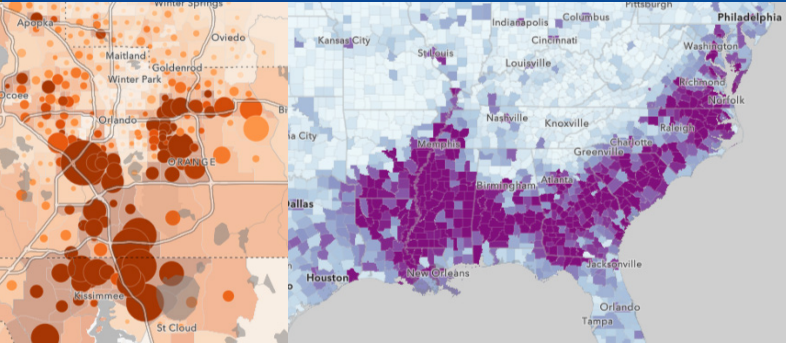 Winter Springs
Apopka
Oviedo
Maitland
Goldenrod
Winter Park
Ocoee
Orlando
ORANGE
Kissimmee
St Cloud
Pittsburgh
Philadelphia
Columbus
Indianapolis
Kansas City
Cincinnati
Washington
St Louis
Louisville
Richmond
Norfolk
Nashville
Knoxville
Raleigh
Memphis
Charlotte
Greenville
Atlanta
Birmingham
Dallas
Jacksonville
New Orleans
Houston
Orlando
Tampa